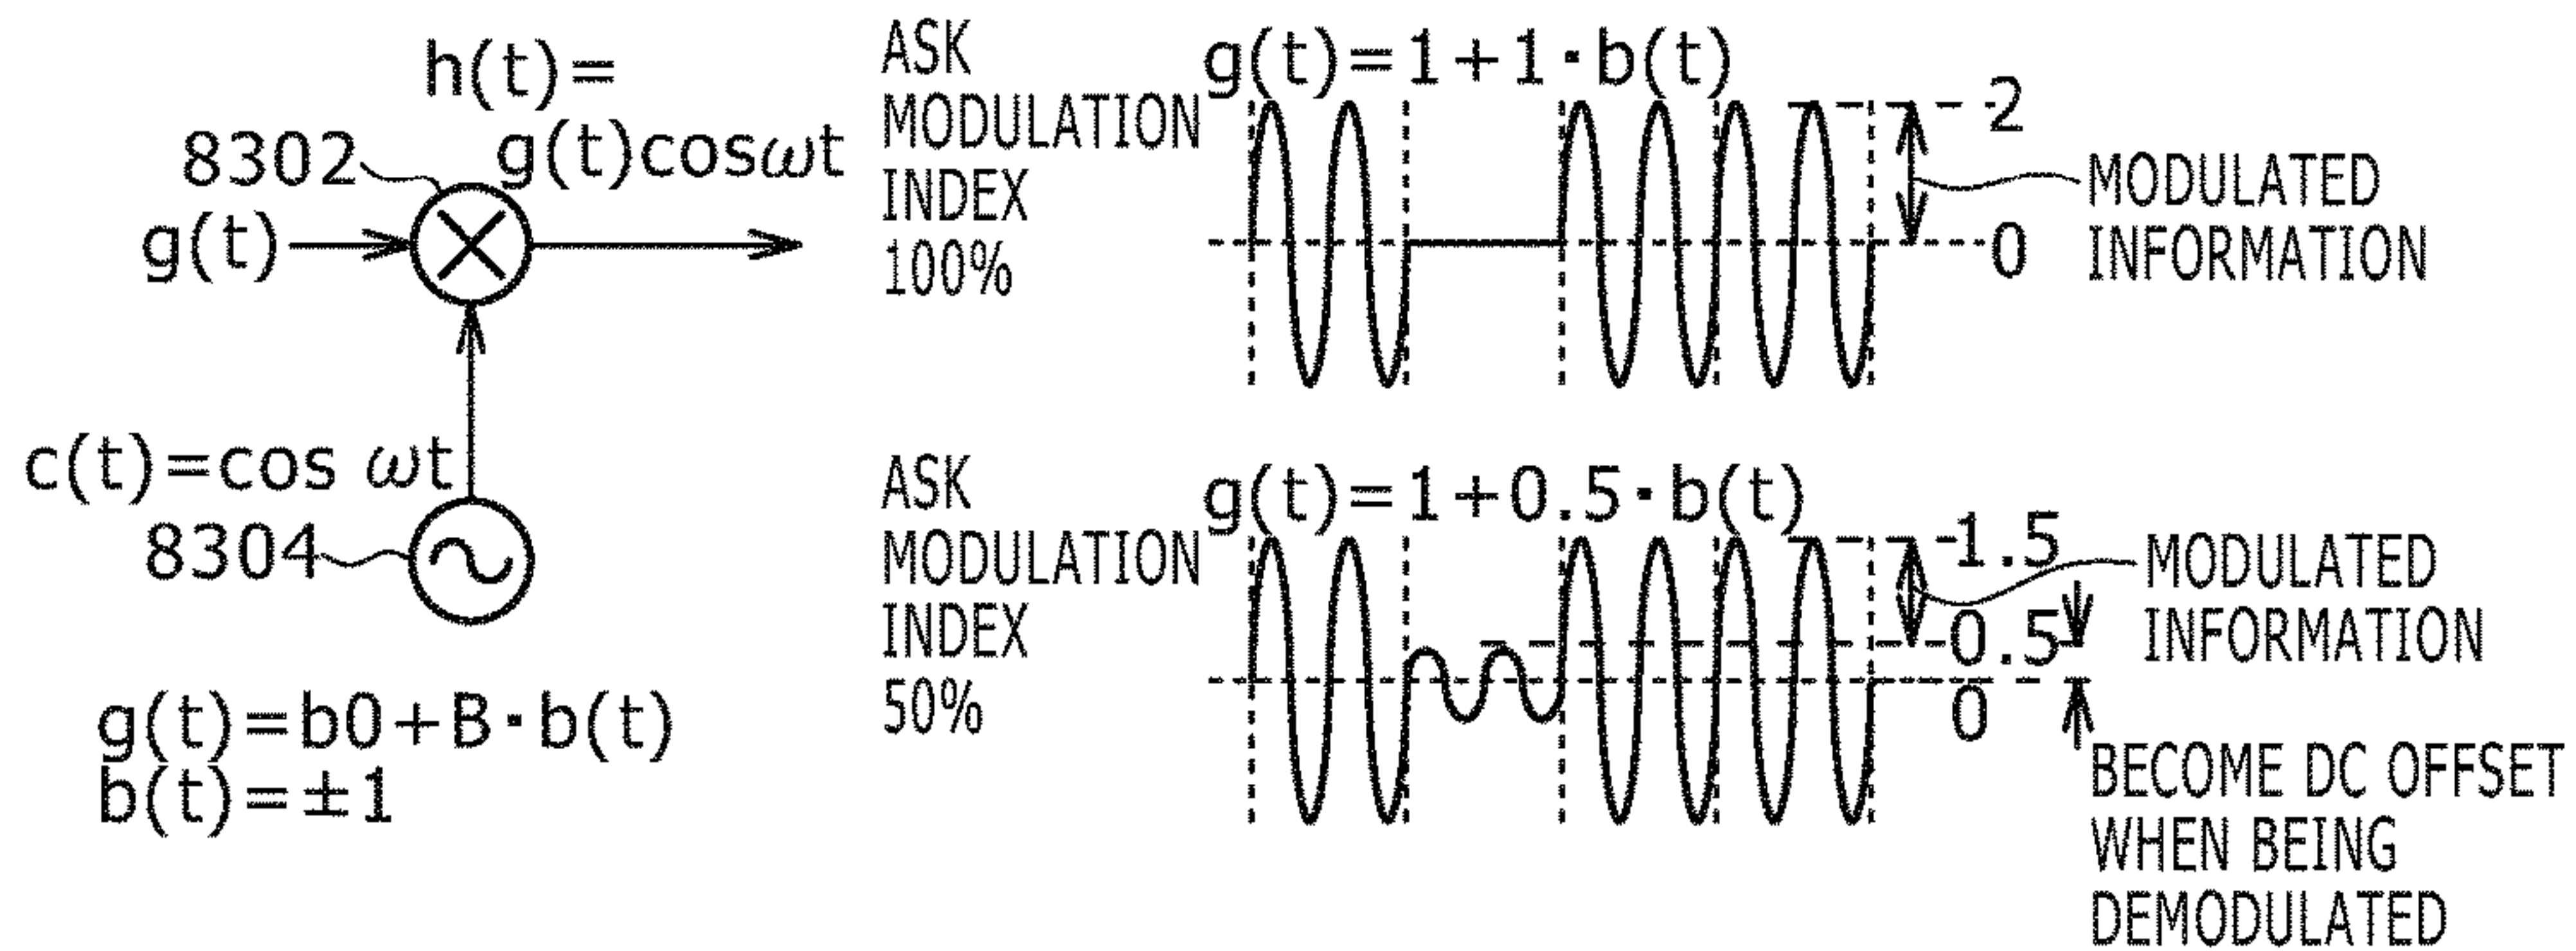 h(t)=
g(t)cosωt
8302
g(t)
c(t)=cos ωt
8304
g(t)=b0+B·b(t)
b(t)=±1
ASK
MODULATION
INDEX
100%
g(t)=1+1·b(t)
2
0
MODULATED
INFORMATION
ASK
MODULATION
INDEX
50%
g(t)=1+0.5·b(t)
1.5
0.5
0
MODULATED
INFORMATION
BECOME DC OFFSET
WHEN BEING
DEMODULATED